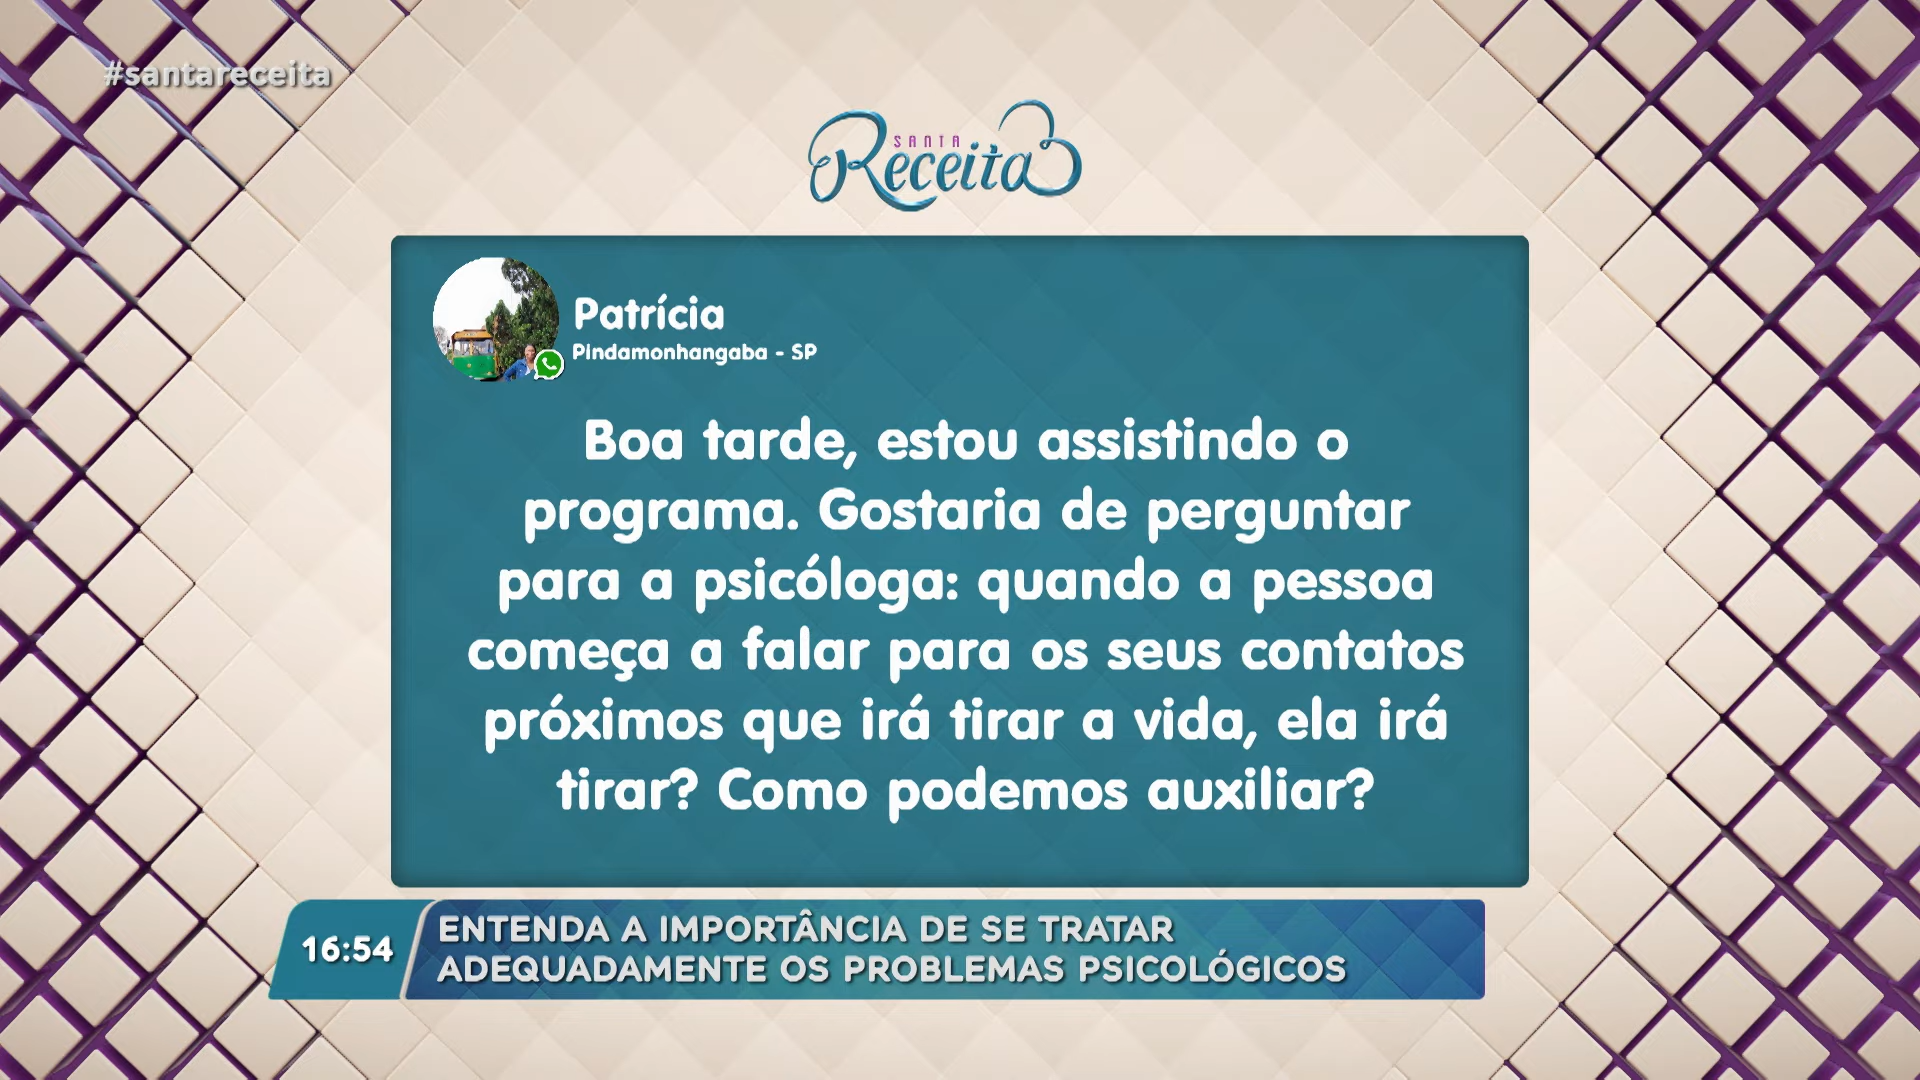 #santareceita
SANTA
Receita
Patrícia
Pindamonhangaba - SP
Boa tarde, estou assistindo o
programa. Gostaria de perguntar
para a psicóloga: quando a pessoa
começa a falar para os seus contatos
próximos que irá tirar a vida, ela irá
tirar? Como podemos auxiliar?
16:54
ENTENDA A IMPORTÂNCIA DE SE TRATAR
ADEQUADAMENTE OS PROBLEMAS PSICOLÓGICOS